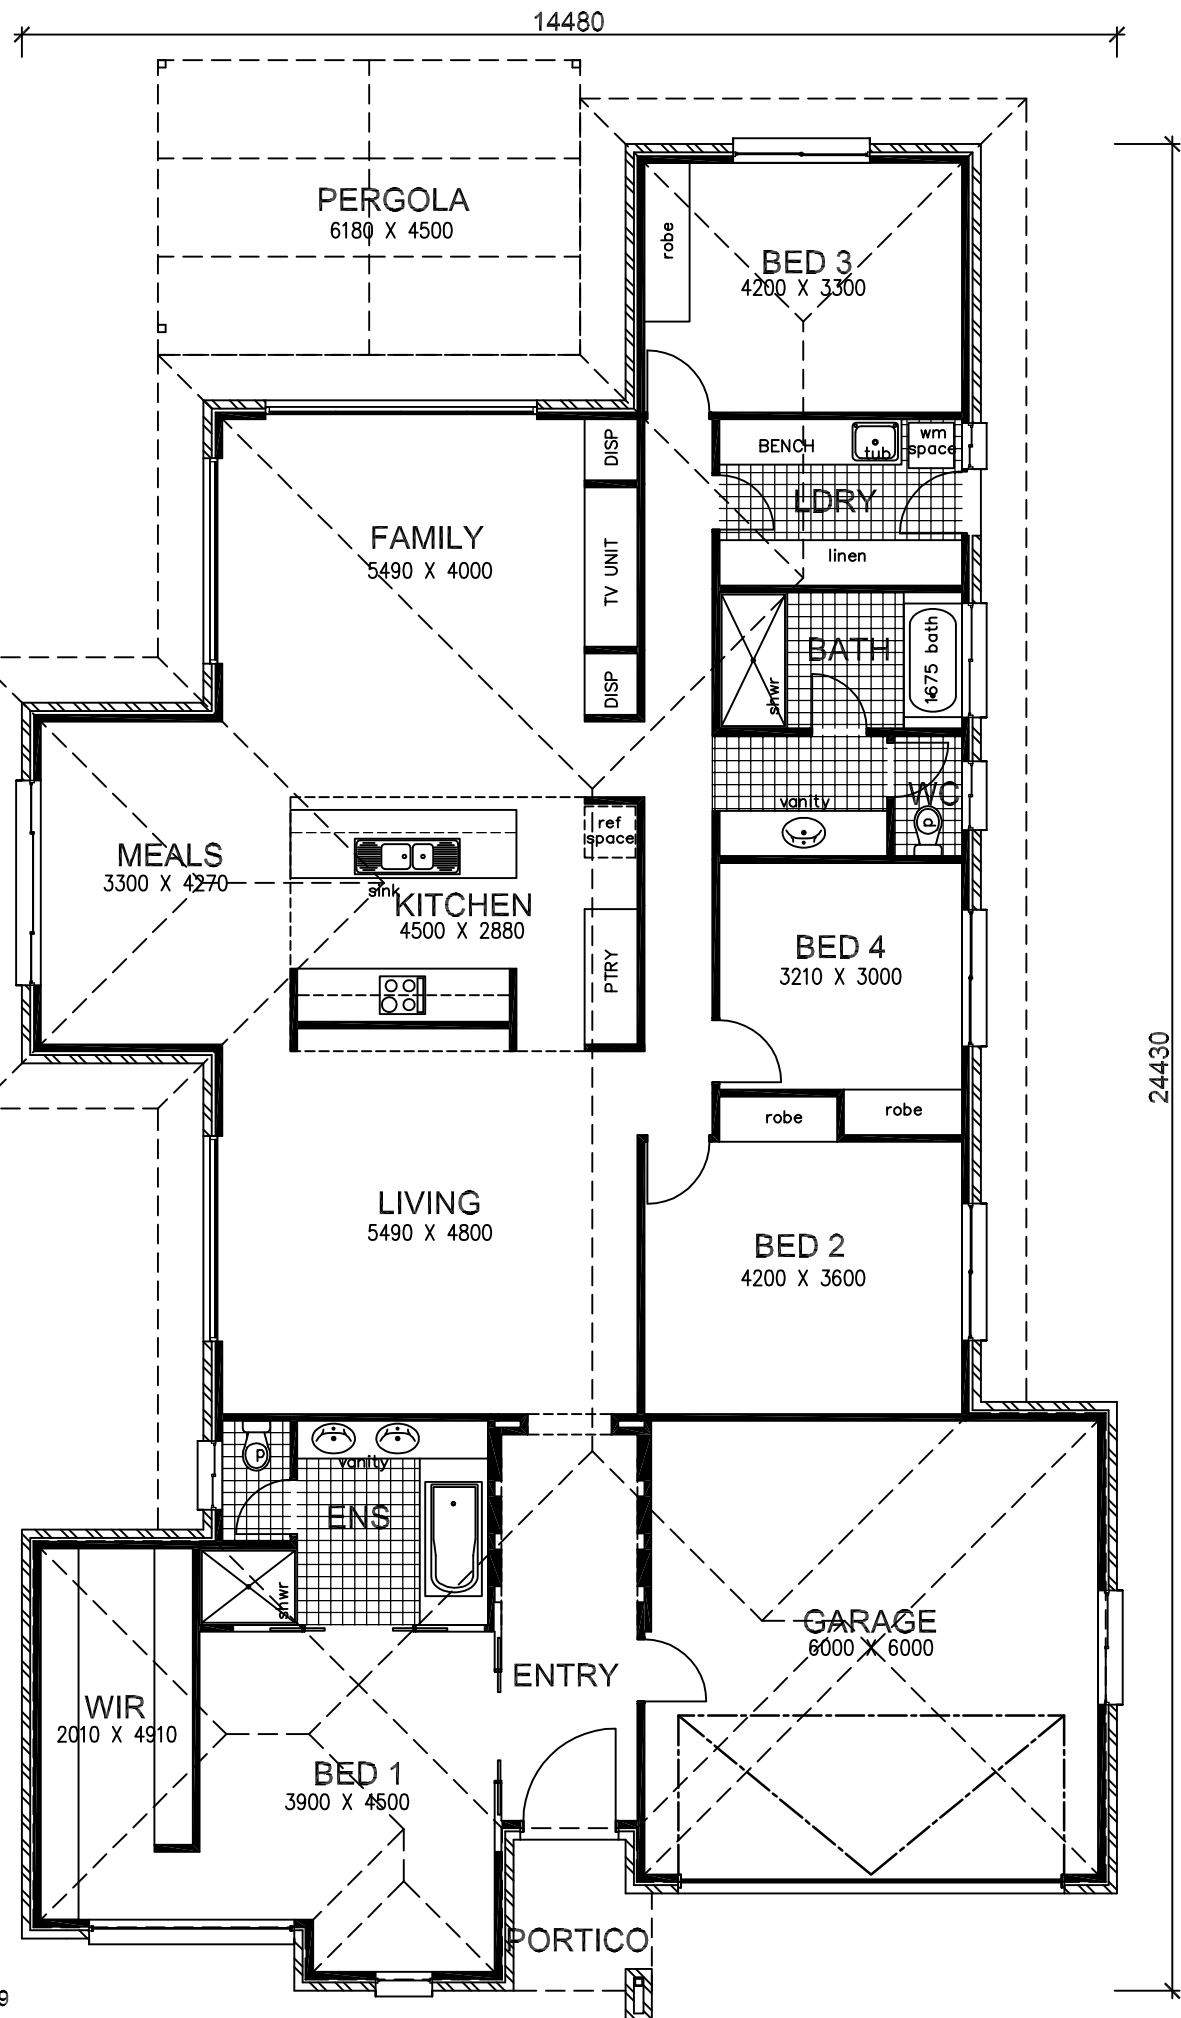 14480
PERGOLA
6180 X 4500
robe
BED 3
4200 X 3300
DISP
BENCH
tub
wm
space
LDRY
linen
FAMILY
5490 X 4000
TV UNIT
DISP
BATH
shwr
1675 bath
WC
p
vanity
ref
space
MEALS
3300 X 4270
sink
KITCHEN
4500 X 2880
PTRY
BED 4
3210 X 3000
24430
robe
robe
LIVING
5490 X 4800
BED 2
4200 X 3600
p
vanity
ENS
shwr
GARAGE
6000 X 6000
ENTRY
WIR
2010 X 4910
BED 1
3900 X 4500
PORTICO
9